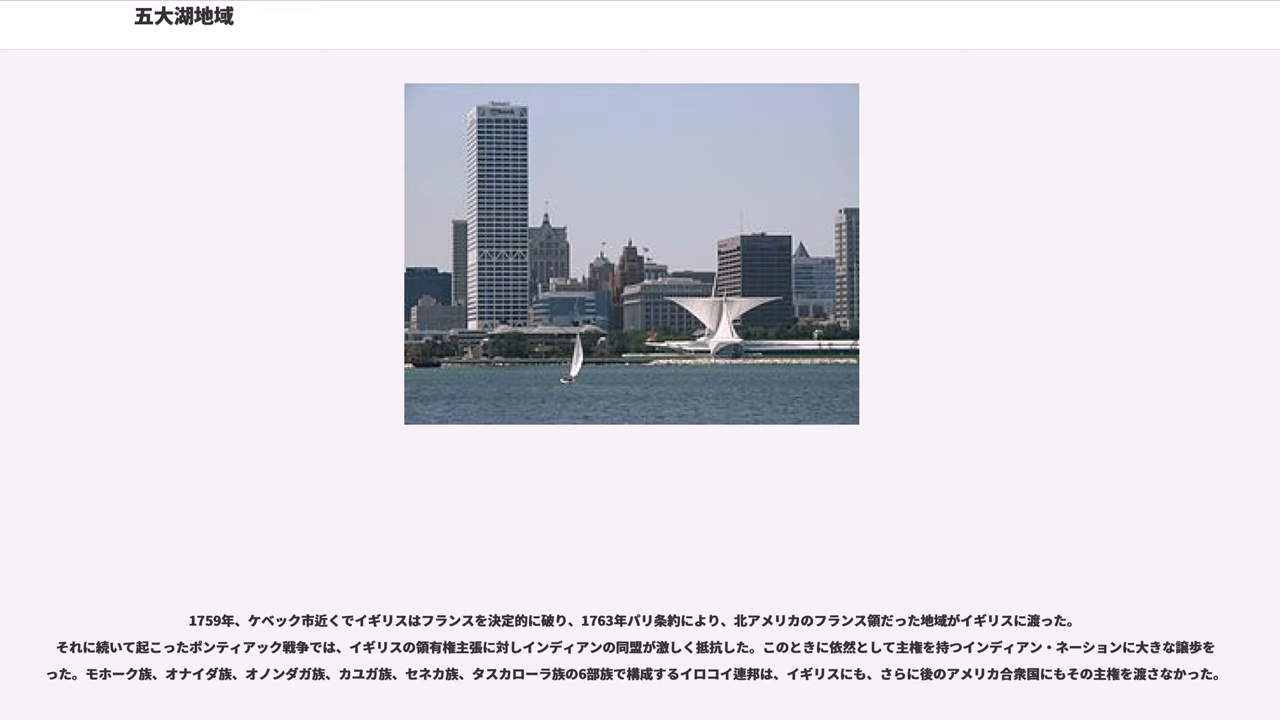 五大湖地域
1759年、ケベック市近くでイギリスはフランスを決定的に破り、1763年パリ条約により、北アメリカのフランス領だった地域がイギリスに渡った。
それに続いて起こったポンティアック戦争では、イギリスの領有権主張に対しインディアンの同盟が激しく抵抗した。このときに依然として主権を持つインディアン・ネーションに大きな譲歩を
った。モホーク族、オナイダ族、オノンダガ族、カユガ族、セネカ族、タスカローラ族の6部族で構成するイロコイ連邦は、イギリスにも、さらに後のアメリカ合衆国にもその主権を渡さなかった。